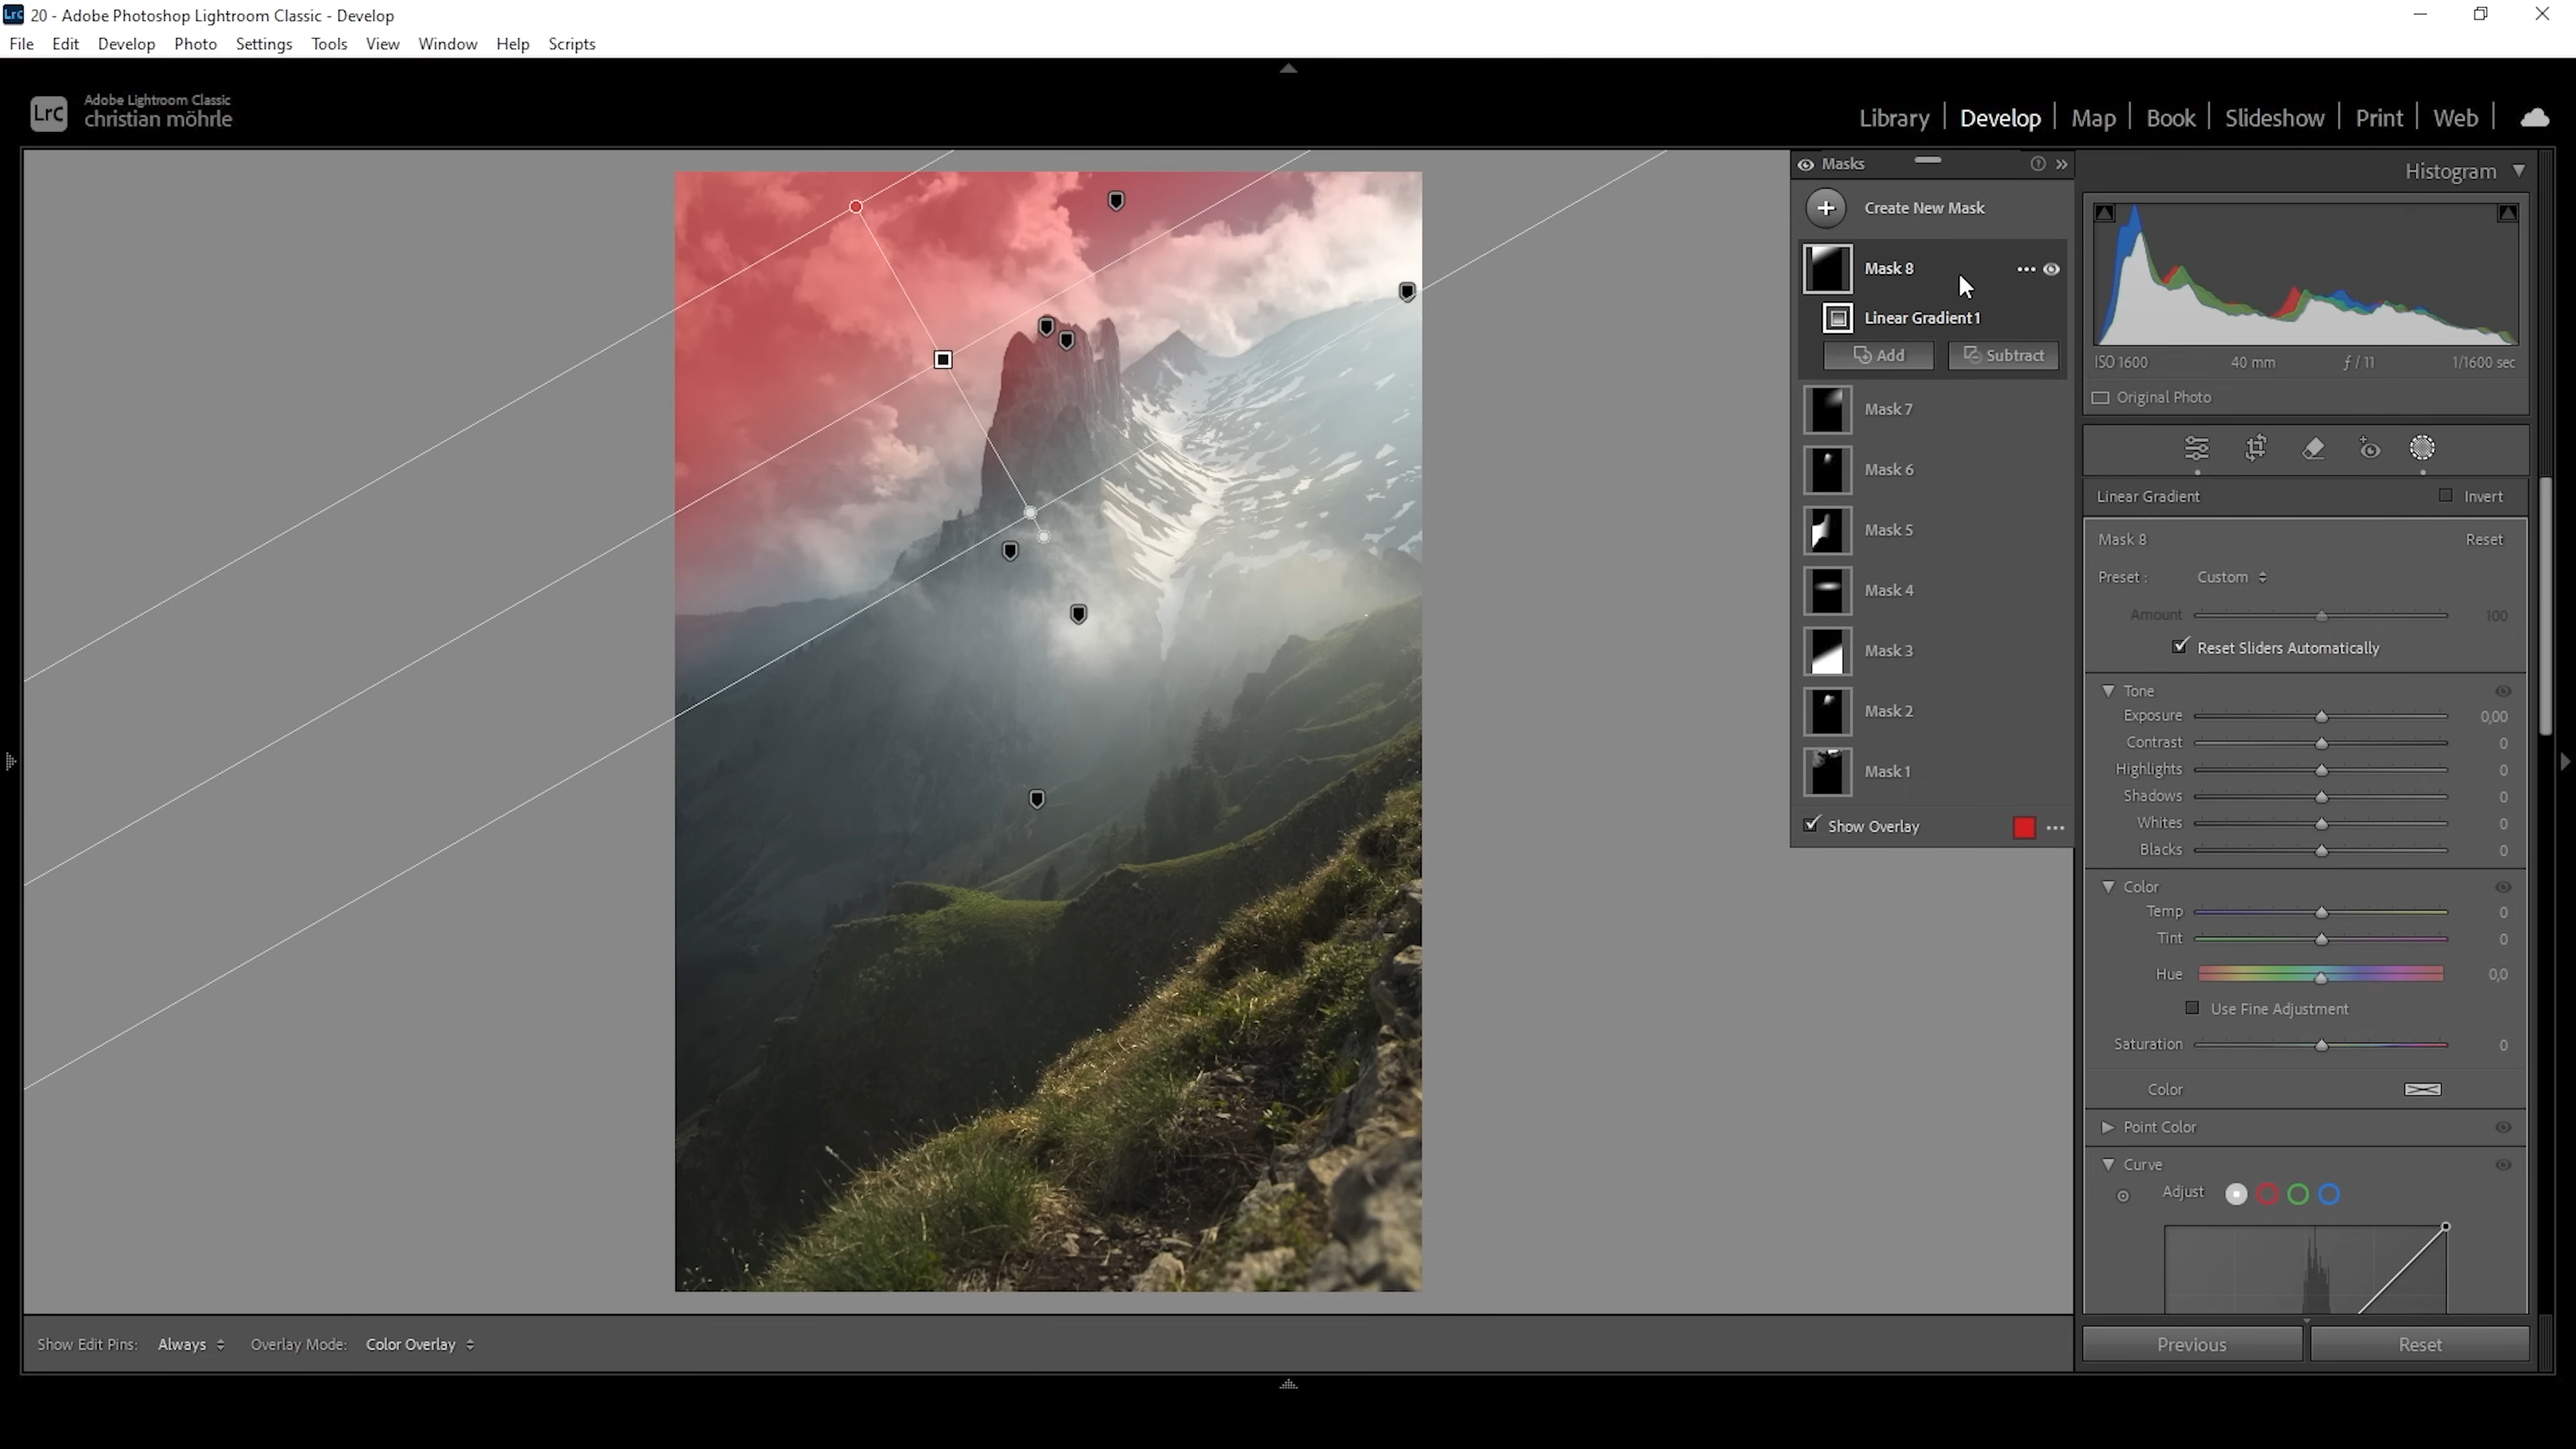 Lrc 20 - Adobe Photoshop Lightroom Classic - Develop
File Edit Develop Photo Settings Tools View Window Help Scripts
Lrc
Adobe Lightroom Classic
christian möhrle
Library | Develop | Map | Book | Slideshow | Print | Web |
Masks
Create New Mask
Mask 8
Linear Gradient 1
Add Subtract
Mask 7
Mask 6
Mask 5
Mask 4
Mask 3
Mask 2
Mask 1
Show Overlay
Histogram
ISO 1600 40 mm ƒ / 11 1/1600 sec
Original Photo
Linear Gradient Invert
Mask 8 Reset
Preset : Custom
Amount 100
Reset Sliders Automatically
Tone
Exposure 0,00
Contrast 0
Highlights 0
Shadows 0
Whites 0
Blacks 0
Color
Temp 0
Tint 0
Hue 0,0
Use Fine Adjustment
Saturation 0
Color
Point Color
Curve
Adjust
Show Edit Pins: Always Overlay Mode: Color Overlay
Previous Reset